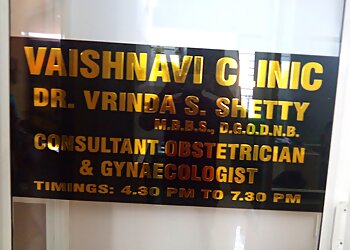 VAISHNAVI CLINIC
DR. VRINDA S. SHETTY
M.B.B.S., D.G.O.D.N.B.
CONSULTANT OBSTETRICIAN
& GYNAECOLOGIST
TIMINGS: 4.30 PM TO 7.30 PM